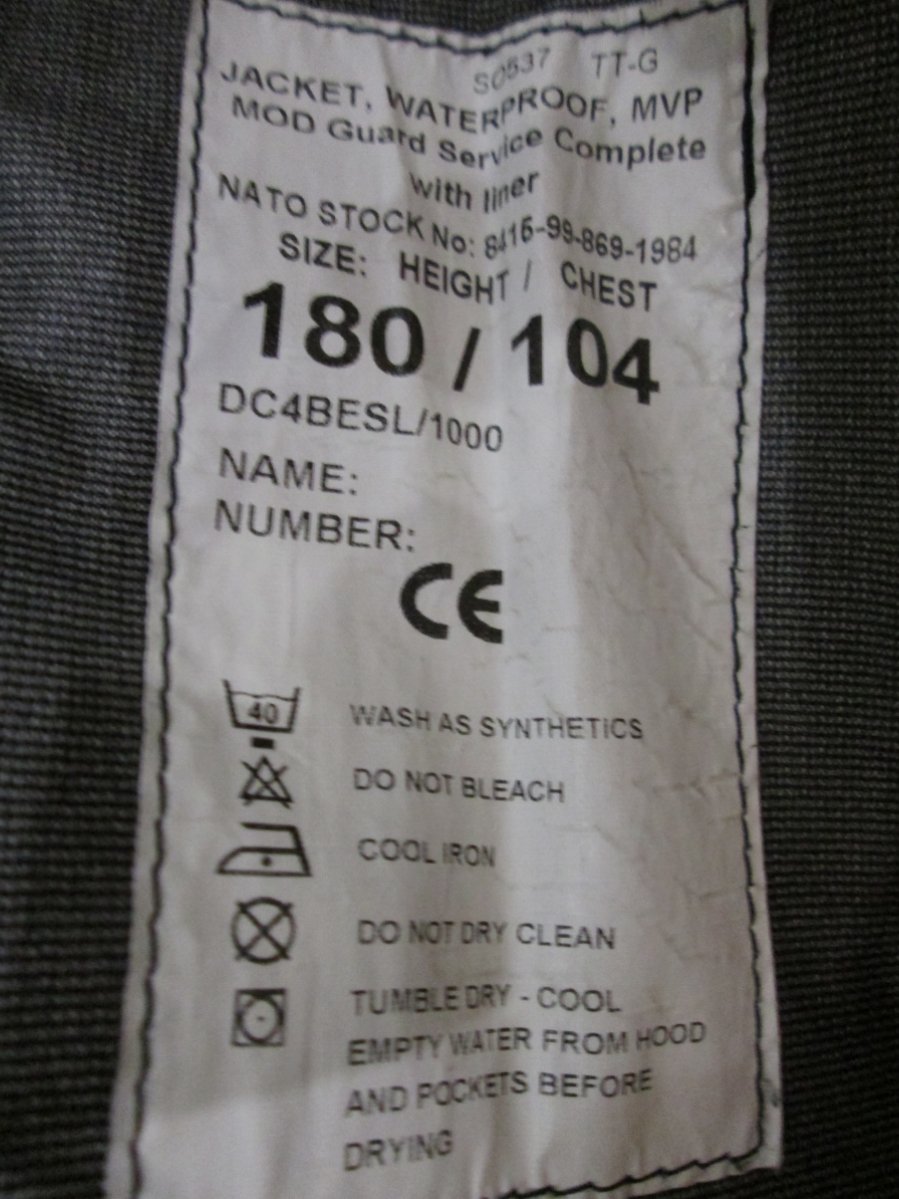 S0537 TT-G
JACKET, WATERPROOF, MVP
MOD Guard Service Complete
with liner
NATO STOCK No: 8415-99-869-1984
SIZE: HEIGHT / CHEST
180 / 104
DC4BESL/1000
NAME:
NUMBER:
CE
40 WASH AS SYNTHETICS
DO NOT BLEACH
COOL IRON
DO NOT DRY CLEAN
TUMBLE DRY - COOL
EMPTY WATER FROM HOOD
AND POCKETS BEFORE
DRYING